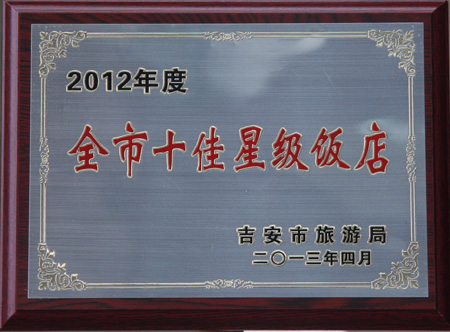 2012年度
全市十佳星级饭店
吉安市旅游局
二〇一三年四月